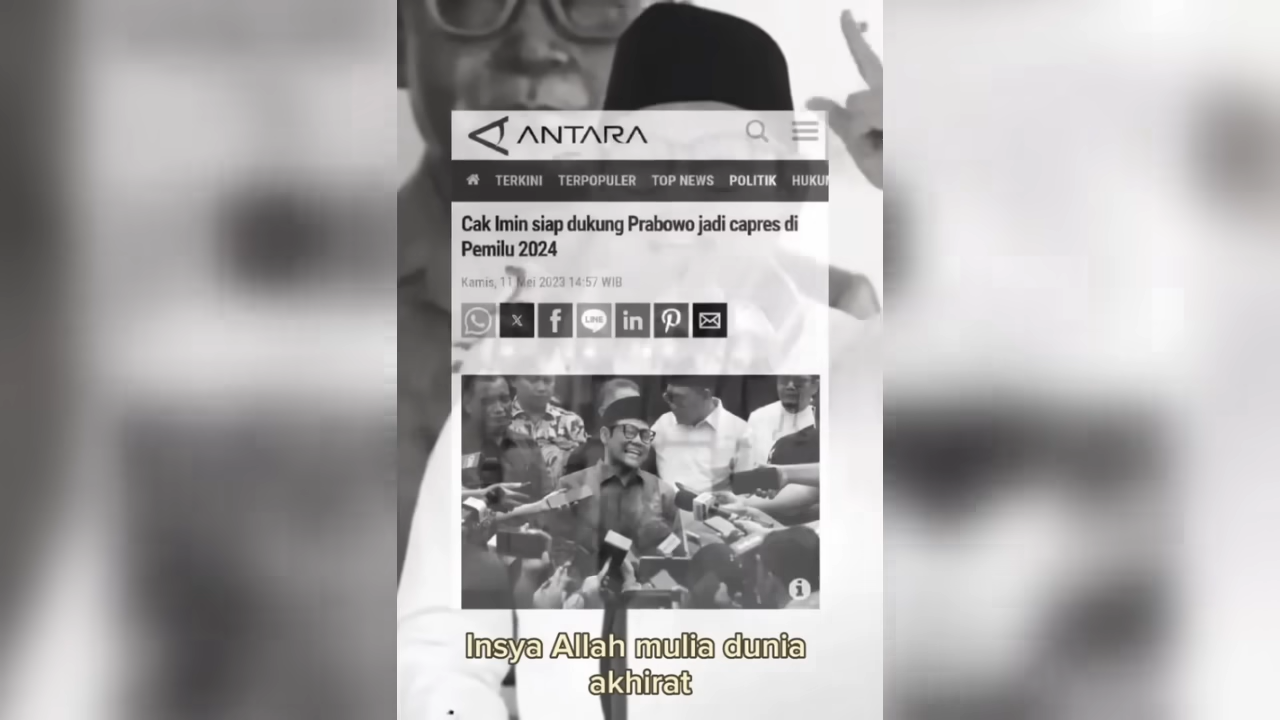 ANTARA
TERKINI TERPOPULER TOP NEWS POLITIK HUKUM
Cak Imin siap dukung Prabowo jadi capres di
Pemilu 2024
Kamis, 11 Mei 2023 14:57 WIB
LINE
Insya Allah mulia dunia
akhirat